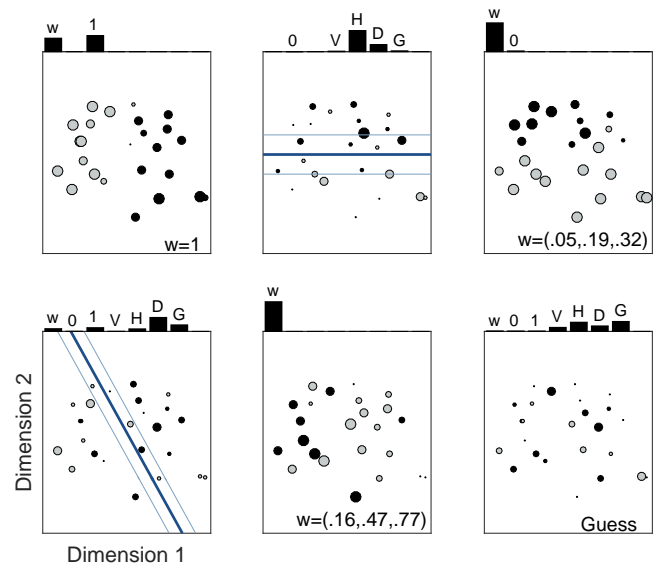 w 1
0 V H D G
w 0
w=1
w=(.05,.19,.32)
w 0 1 V H D G
w
w 0 1 V H D G
Dimension 2
w=(.16,.47,.77)
Guess
Dimension 1